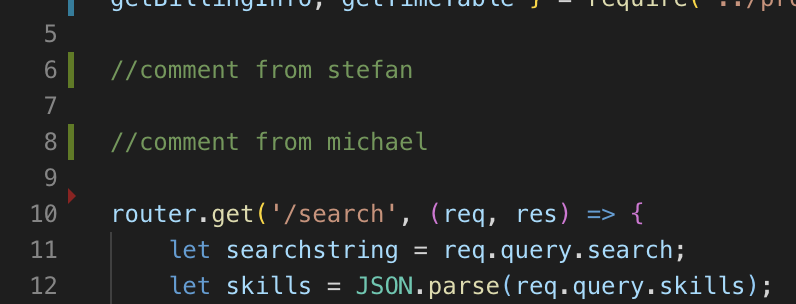 getBillingInfo, getTimeTable } = require('../pro
5
6 //comment from stefan
7
8 //comment from michael
9
10 router.get('/search', (req, res) => {
11 let searchstring = req.query.search;
12 let skills = JSON.parse(req.query.skills);